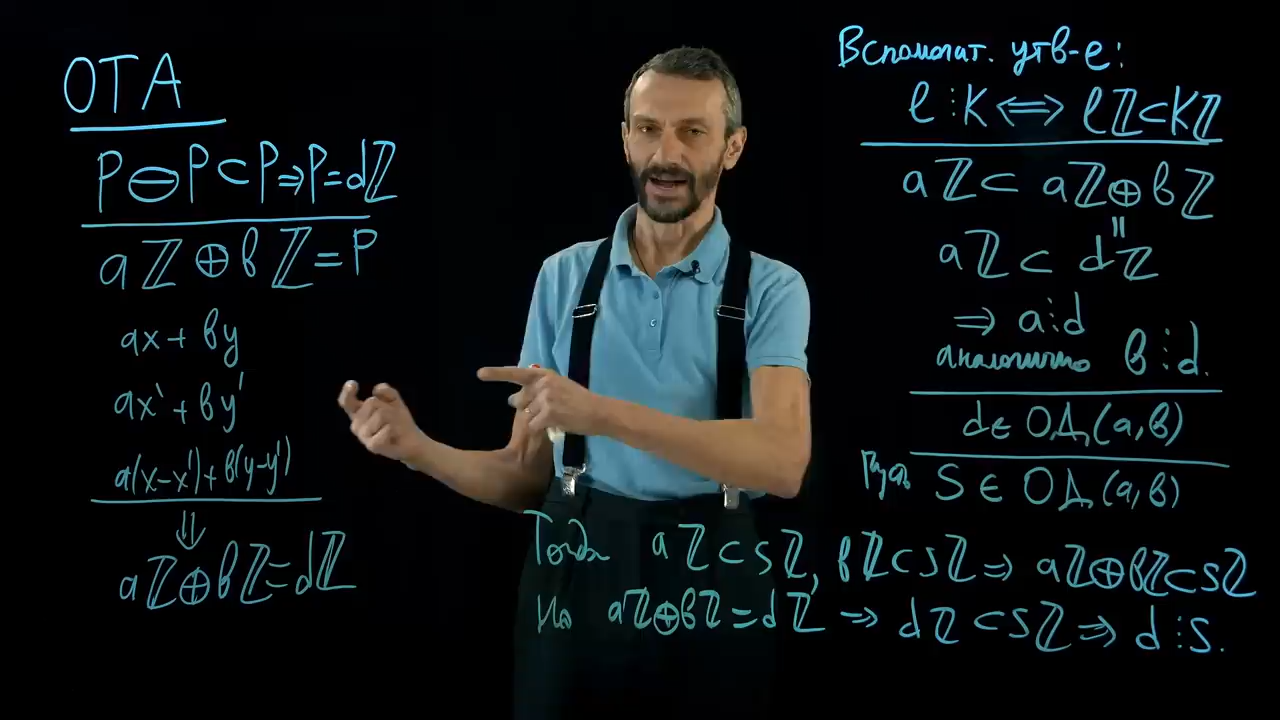 ОТА
P⊖P⊂P⇒P=dℤ
aℤ⊕bℤ=P
ax+by
ax'+by'
a(x-x')+b(y-y')
⇓
aℤ⊕bℤ=dℤ
Вспомогат. утв-е:
l⋮K⇔lℤ⊂Kℤ
aℤ⊂aℤ⊕bℤ
=
aℤ⊂dℤ
⇒a⋮d
аналогично b⋮d.
d∈ОД(a,b)
Пусть S∈ОД(a,b)
Тогда aℤ⊂sℤ, bℤ⊂sℤ⇒aℤ⊕bℤ⊂sℤ
Но aℤ⊕bℤ=dℤ⇒dℤ⊂sℤ⇒d⋮s.